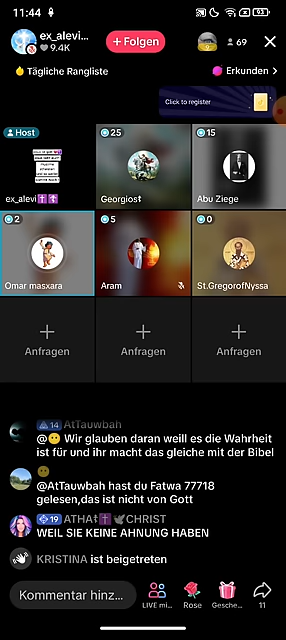 11:44
93
ex_alevi...
9.4K
+ Folgen
69
Tägliche Rangliste
Erkunden >
Click to register
Host
25
15
ex_alevi✝️✝️
Georgios☦
Abu Ziege
2
5
0
Omar masxara
Aram
St.GregorofNyssa
Anfragen
Anfragen
Anfragen
14 AtTauwbah
@😶 Wir glauben daran weill es die Wahrheit
ist für und ihr macht das gleiche mit der Bibel
😶
@AtTauwbah hast du Fatwa 77718
gelesen,das ist nicht von Gott
19 ATHA☦✝️🕊CHRIST
WEIL SIE KEINE AHNUNG HABEN
KRISTINA ist beigetreten
Kommentar hinz...
LIVE mi...
Rose
Gesche...
11